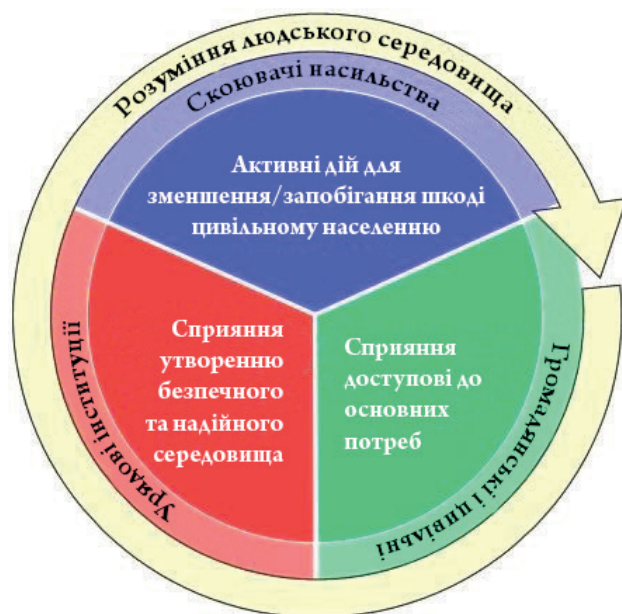 Розуміння людського середовища
Скоювачі насильства
Активні дій для
зменшення/запобігання шкоді
цивільному населенню
Сприяння
утворенню
безпечного
та надійного
середовища
Сприяння
доступові до
основних
потреб
Урядові інституції
Громадянські і цивільні